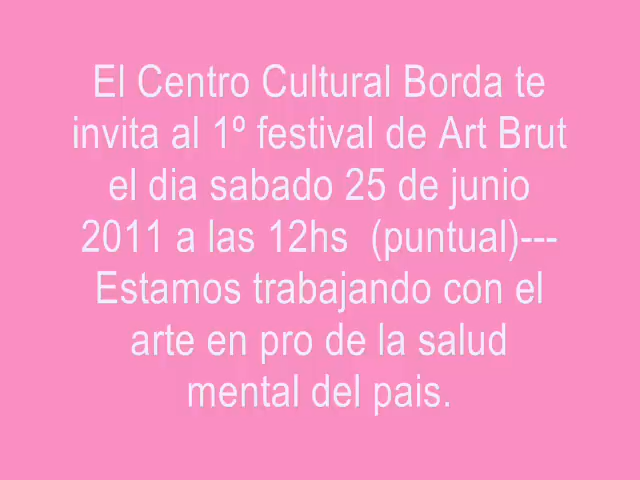 El Centro Cultural Borda te
invita al 1º festival de Art Brut
el dia sabado 25 de junio
2011 a las 12hs  (puntual)---
Estamos trabajando con el
arte en pro de la salud
mental del pais.